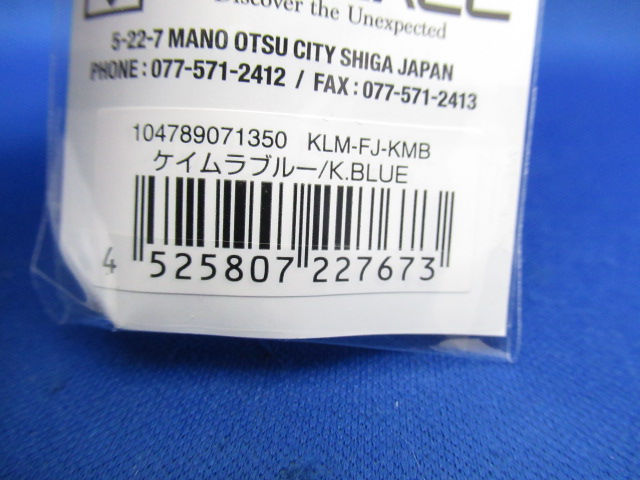 Discover the Unexpected
5-22-7 MANO OTSU CITY SHIGA JAPAN
PHONE : 077-571-2412 / FAX : 077-571-2413
104789071350 KLM-FJ-KMB
ケイムラブルー/K.BLUE
4 525807 227673